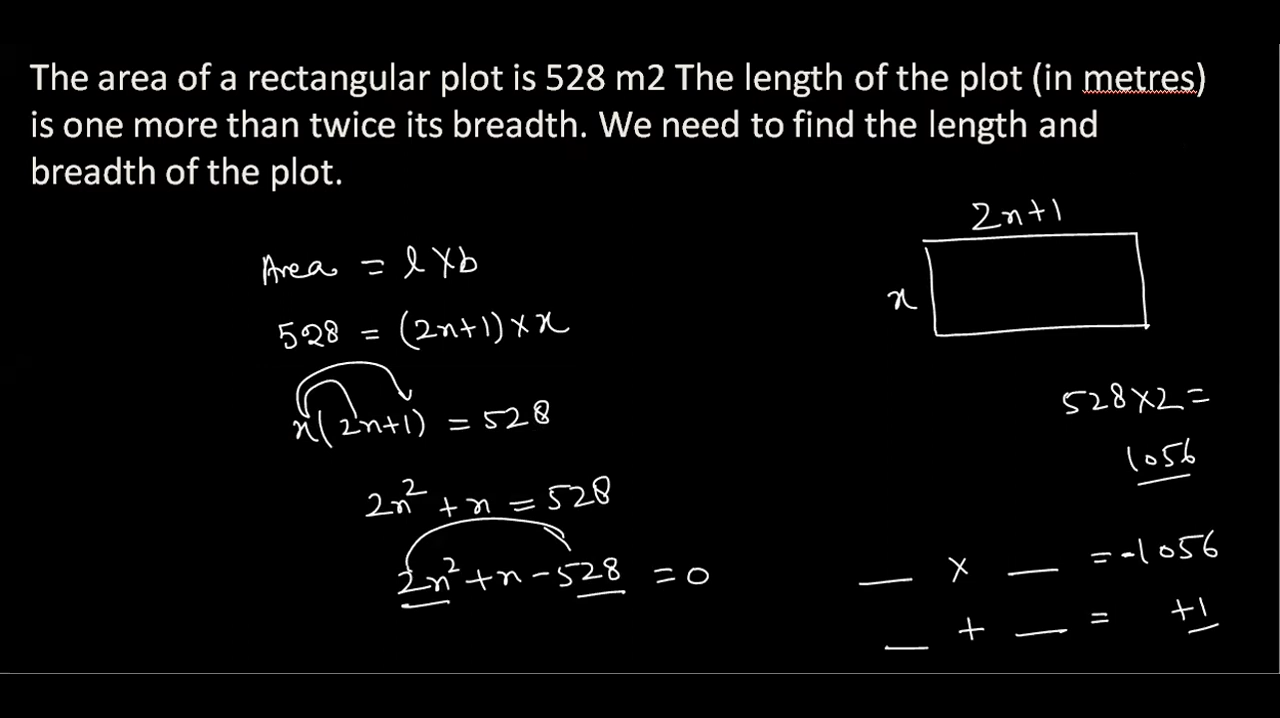 The area of a rectangular plot is 528 m2 The length of the plot (in metres)
is one more than twice its breadth. We need to find the length and
breadth of the plot.
2x+1
x
Area = l×b
528 = (2x+1)×x
x(2x+1) = 528
2x²+x = 528
2x²+x-528 = 0
528×2=
1056
__ × __ = -1056
__ + __ = +1